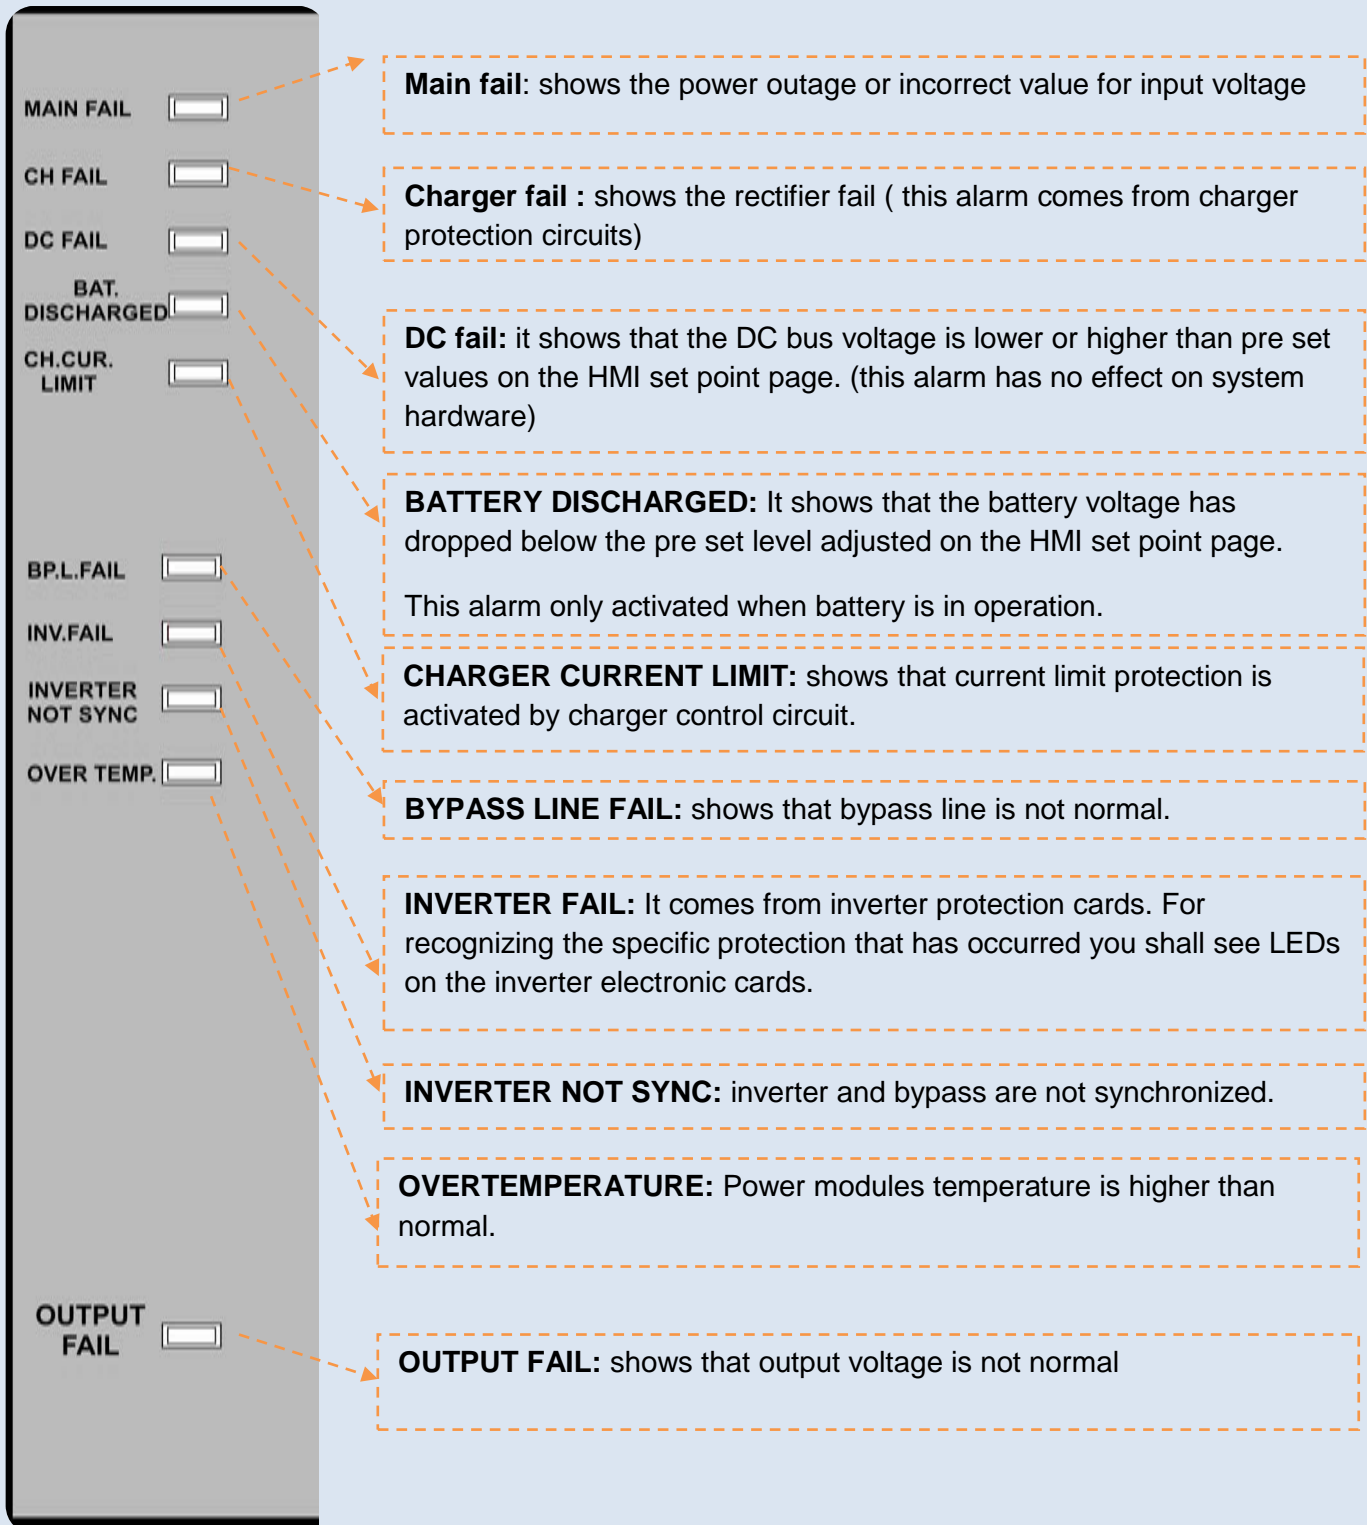 MAIN FAIL
CH FAIL
DC FAIL
BAT.
DISCHARGED
CH.CUR.
LIMIT
BP.L.FAIL
INV.FAIL
INVERTER
NOT SYNC
OVER TEMP.
OUTPUT
FAIL
Main fail: shows the power outage or incorrect value for input voltage
Charger fail : shows the rectifier fail ( this alarm comes from charger
protection circuits)
DC fail: it shows that the DC bus voltage is lower or higher than pre set
values on the HMI set point page. (this alarm has no effect on system
hardware)
BATTERY DISCHARGED: It shows that the battery voltage has
dropped below the pre set level adjusted on the HMI set point page.
This alarm only activated when battery is in operation.
CHARGER CURRENT LIMIT: shows that current limit protection is
activated by charger control circuit.
BYPASS LINE FAIL: shows that bypass line is not normal.
INVERTER FAIL: It comes from inverter protection cards. For
recognizing the specific protection that has occurred you shall see LEDs
on the inverter electronic cards.
INVERTER NOT SYNC: inverter and bypass are not synchronized.
OVERTEMPERATURE: Power modules temperature is higher than
normal.
OUTPUT FAIL: shows that output voltage is not normal